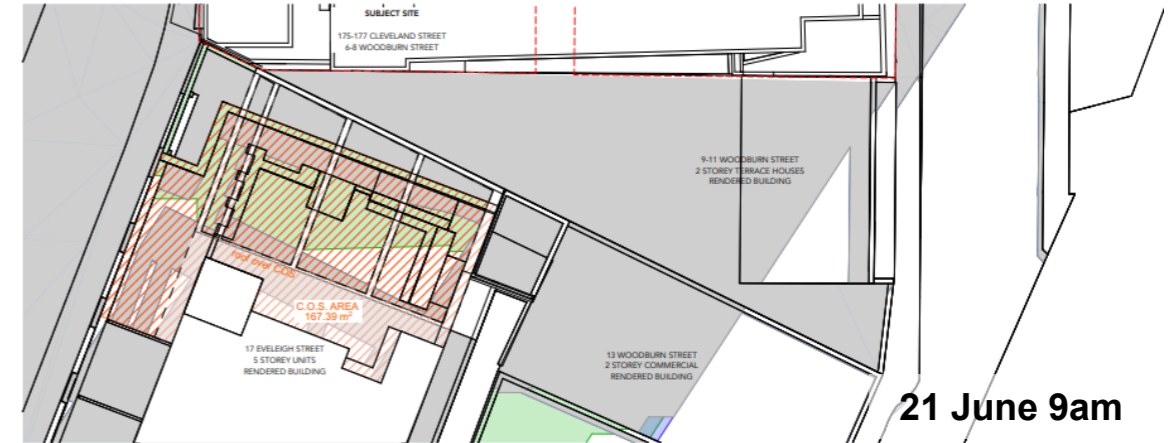 SUBJECT SITE
175-177 CLEVELAND STREET
6-8 WOODBURN STREET
9-11 WOODBURN STREET
2 STOREY TERRACE HOUSES
RENDERED BUILDING
roof over COS
C.O.S. AREA
167.39 m²
17 EVELEIGH STREET
5 STOREY UNITS
RENDERED BUILDING
13 WOODBURN STREET
2 STOREY COMMERCIAL
RENDERED BUILDING
21 June 9am